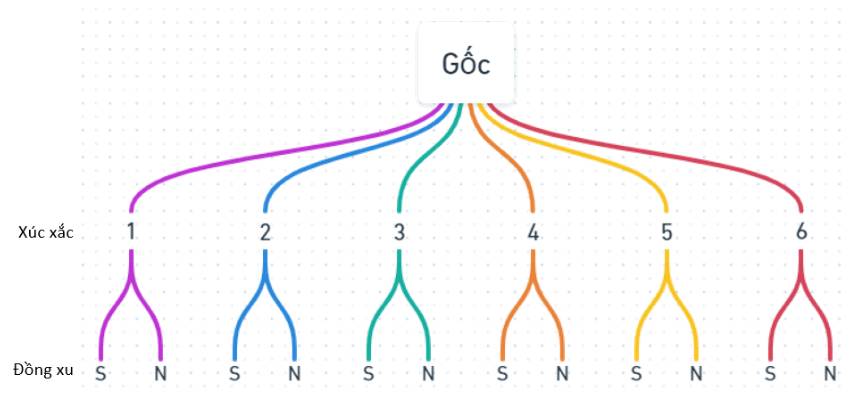 Gốc
Xúc xắc 1 2 3 4 5 6
Đồng xu S N S N S N S N S N S N